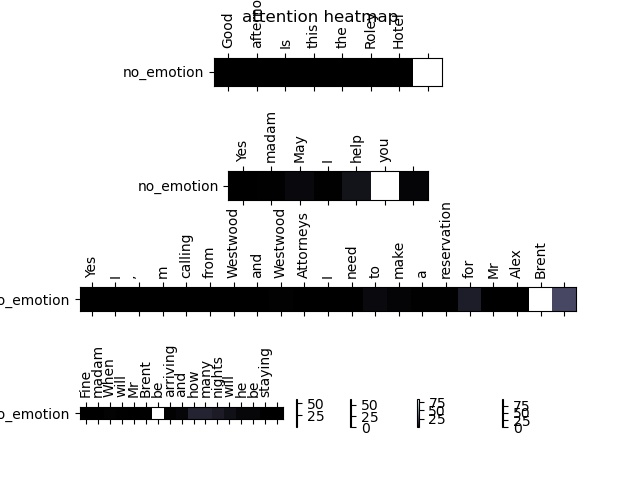 attention heatmap
Good Is this the Roley Hotel
no_emotion
Yes madam May I help you
no_emotion
Yes I , m calling from Westwood and Westwood Attorneys I need to make a reservation for Mr Alex Brent
o_emotion
Fine madam When will Mr Brent be arriving and how many nights will he be staying
o_emotion
50 25
50 25 0
75 50 25
75 50 25 0